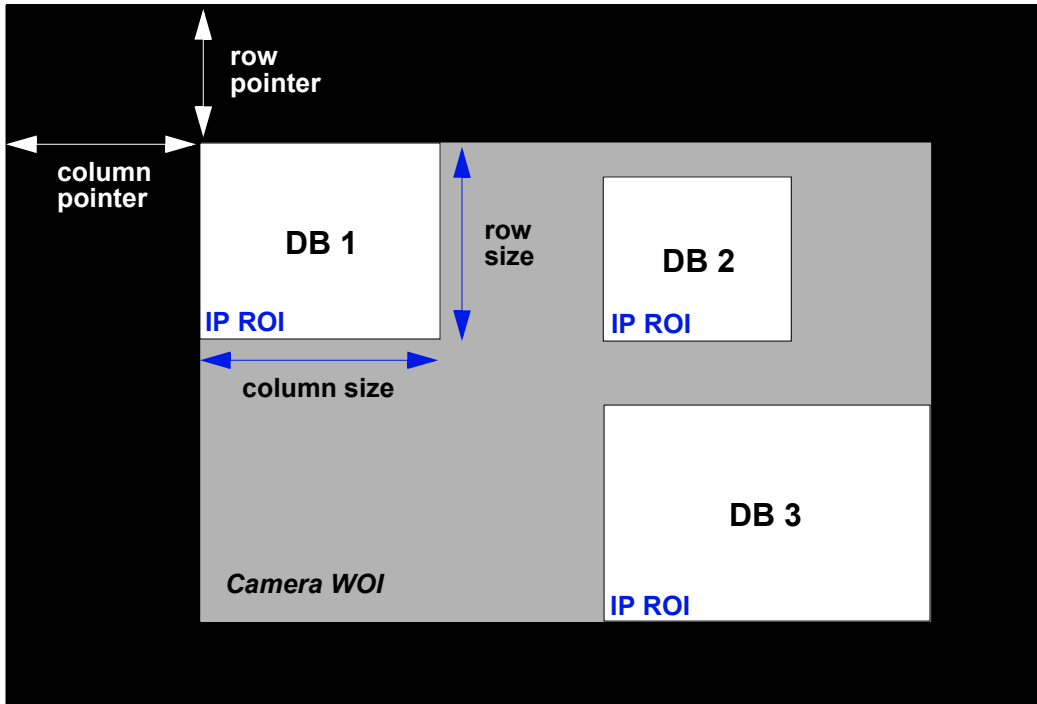 row
pointer
column
pointer
DB 1
IP ROI
row
size
column size
DB 2
IP ROI
DB 3
IP ROI
Camera WOI